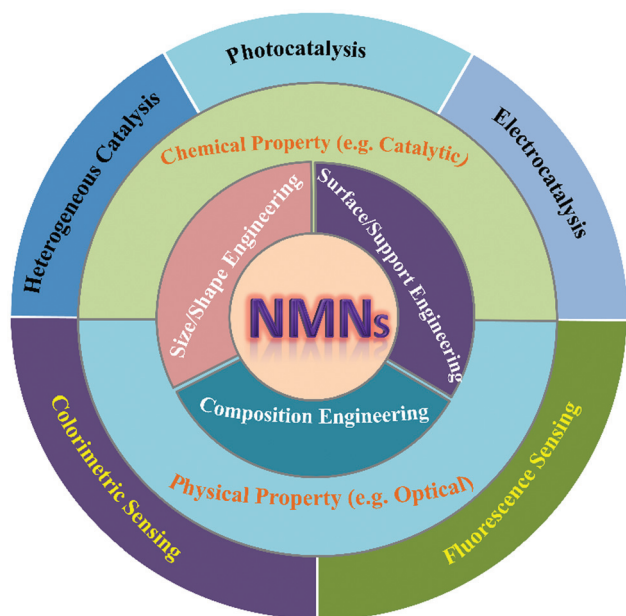 Photocatalysis
Heterogeneous Catalysis
Electrocatalysis
Chemical Property (e.g. Catalytic)
Size/Shape Engineering
Surface/Support Engineering
NMNs
Composition Engineering
Physical Property (e.g. Optical)
Colorimetric Sensing
Fluorescence Sensing